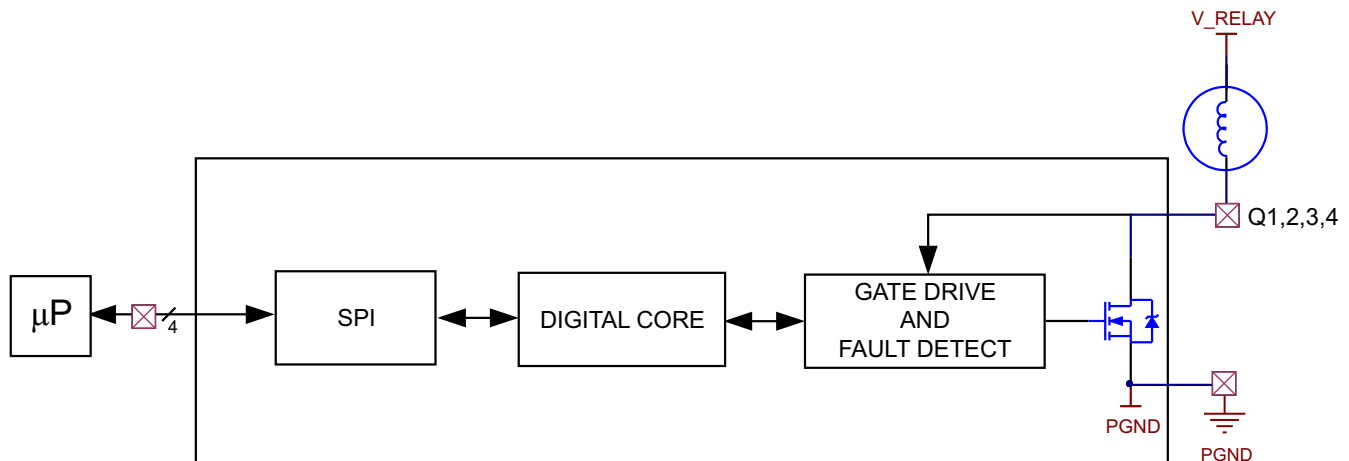 V_RELAY
Q1,2,3,4
μP
4
SPI
DIGITAL CORE
GATE DRIVE
AND
FAULT DETECT
PGND
PGND